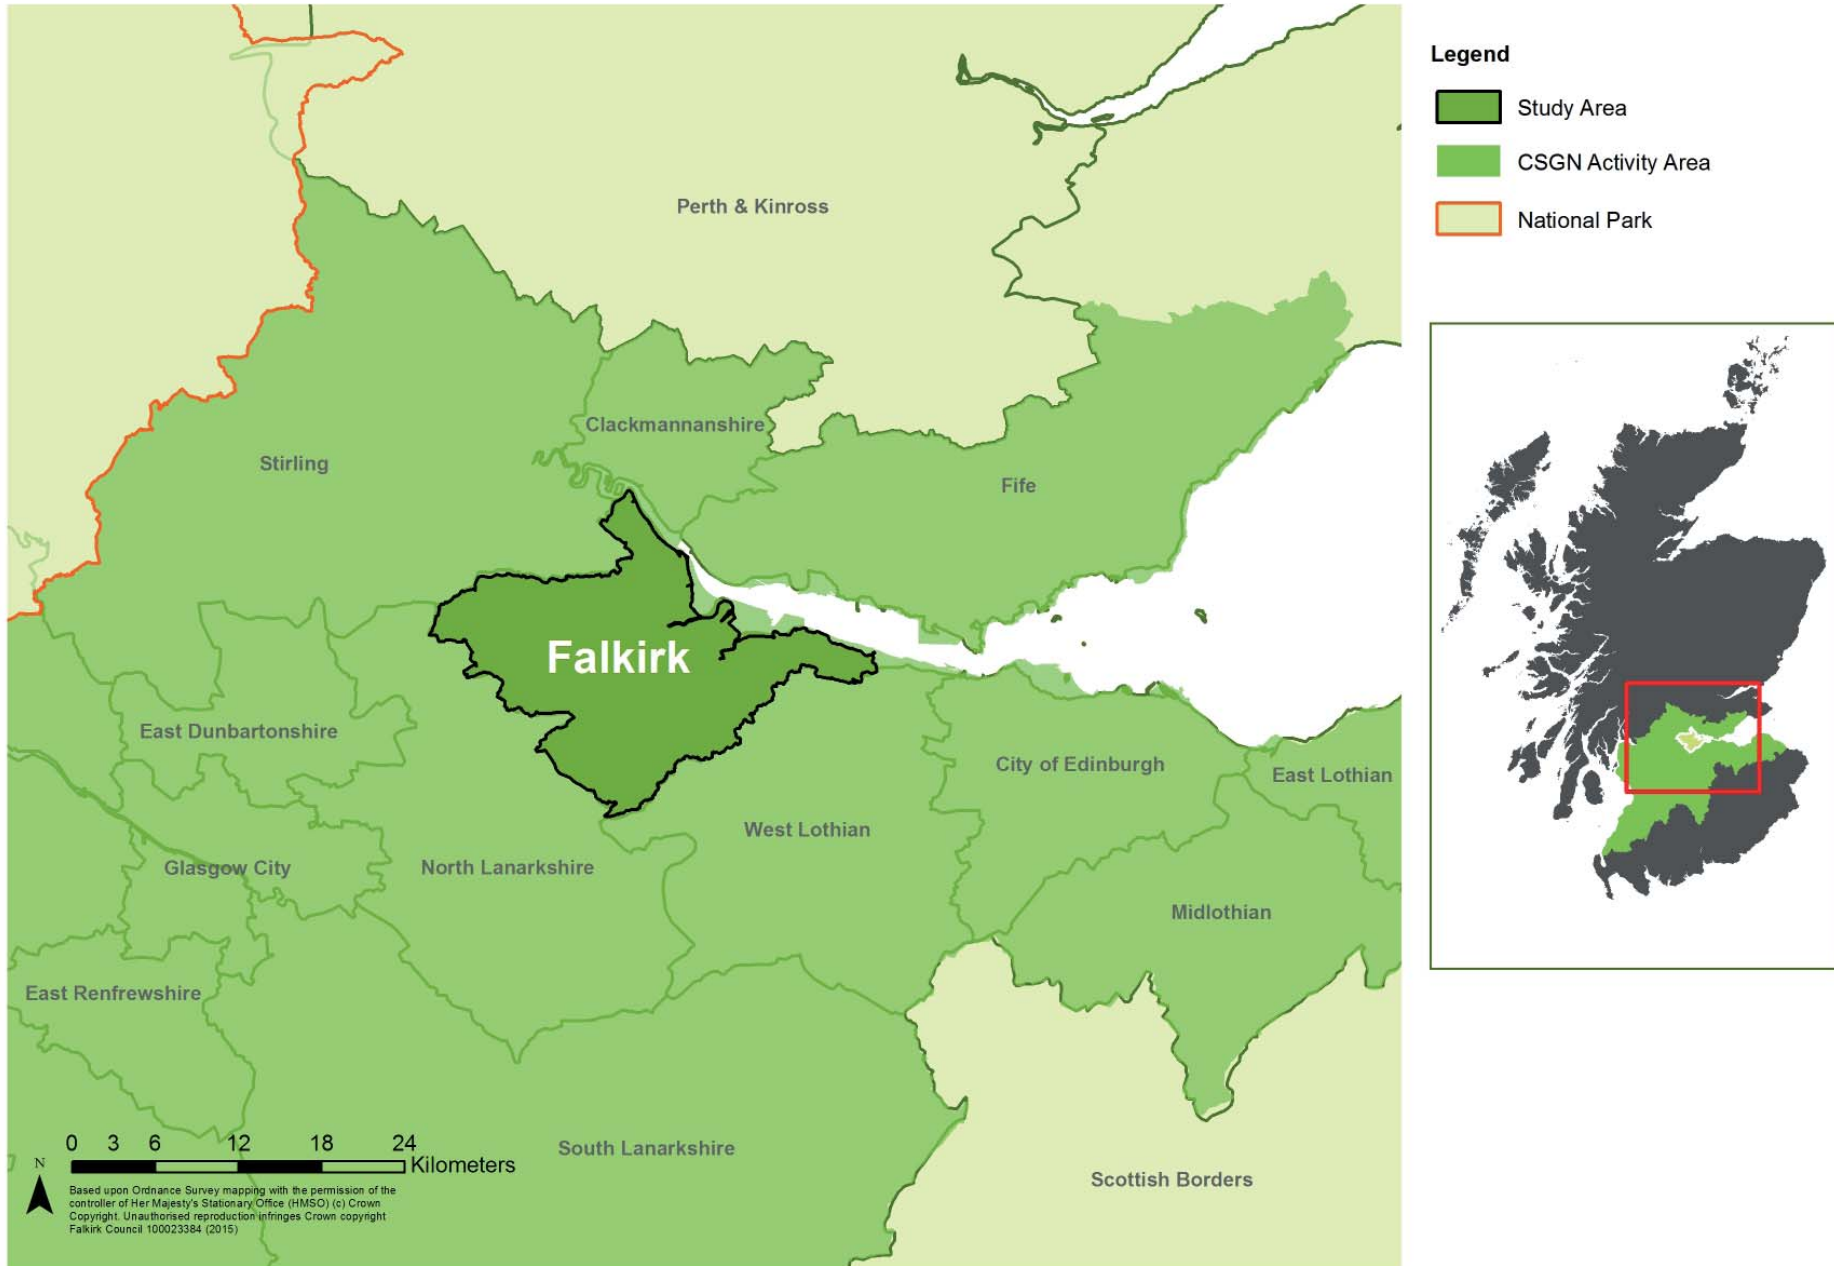 Legend
Study Area
CSGN Activity Area
National Park
Perth & Kinross
Clackmannanshire
Stirling
Fife
Falkirk
East Dunbartonshire
City of Edinburgh
East Lothian
West Lothian
Glasgow City
North Lanarkshire
Midlothian
East Renfrewshire
South Lanarkshire
Scottish Borders
0 3 6 12 18 24
Kilometers
N
Based upon Ordnance Survey mapping with the permission of the
controller of Her Majesty's Stationary Office (HMSO) (c) Crown
Copyright. Unauthorised reproduction infringes Crown copyright
Falkirk Council 100023384 (2015)